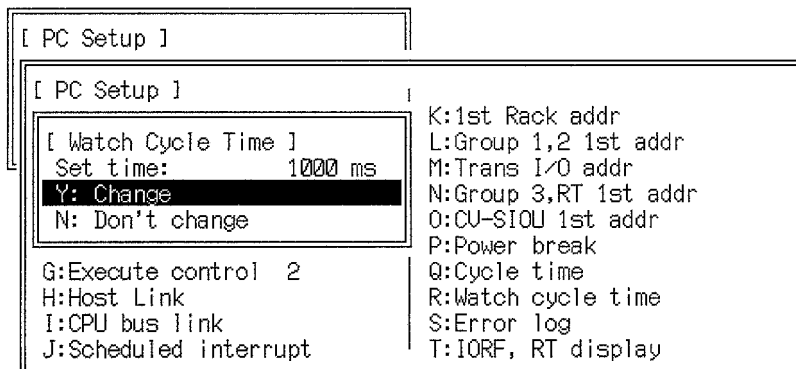 [ PC Setup ]
[ PC Setup ]
[ Watch Cycle Time ]
Set time: 1000 ms
Y: Change
N: Don't change
G:Execute control 2
H:Host Link
I:CPU bus link
J:Scheduled interrupt
K:1st Rack addr
L:Group 1,2 1st addr
M:Trans I/O addr
N:Group 3,RT 1st addr
O:CV-SIOU 1st addr
P:Power break
Q:Cycle time
R:Watch cycle time
S:Error log
T:IORF, RT display